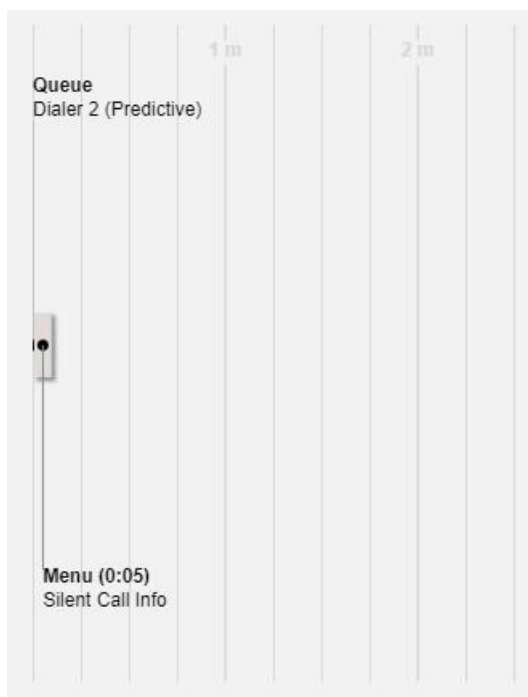 1 m 2 m
Queue
Dialer 2 (Predictive)
Menu (0:05)
Silent Call Info